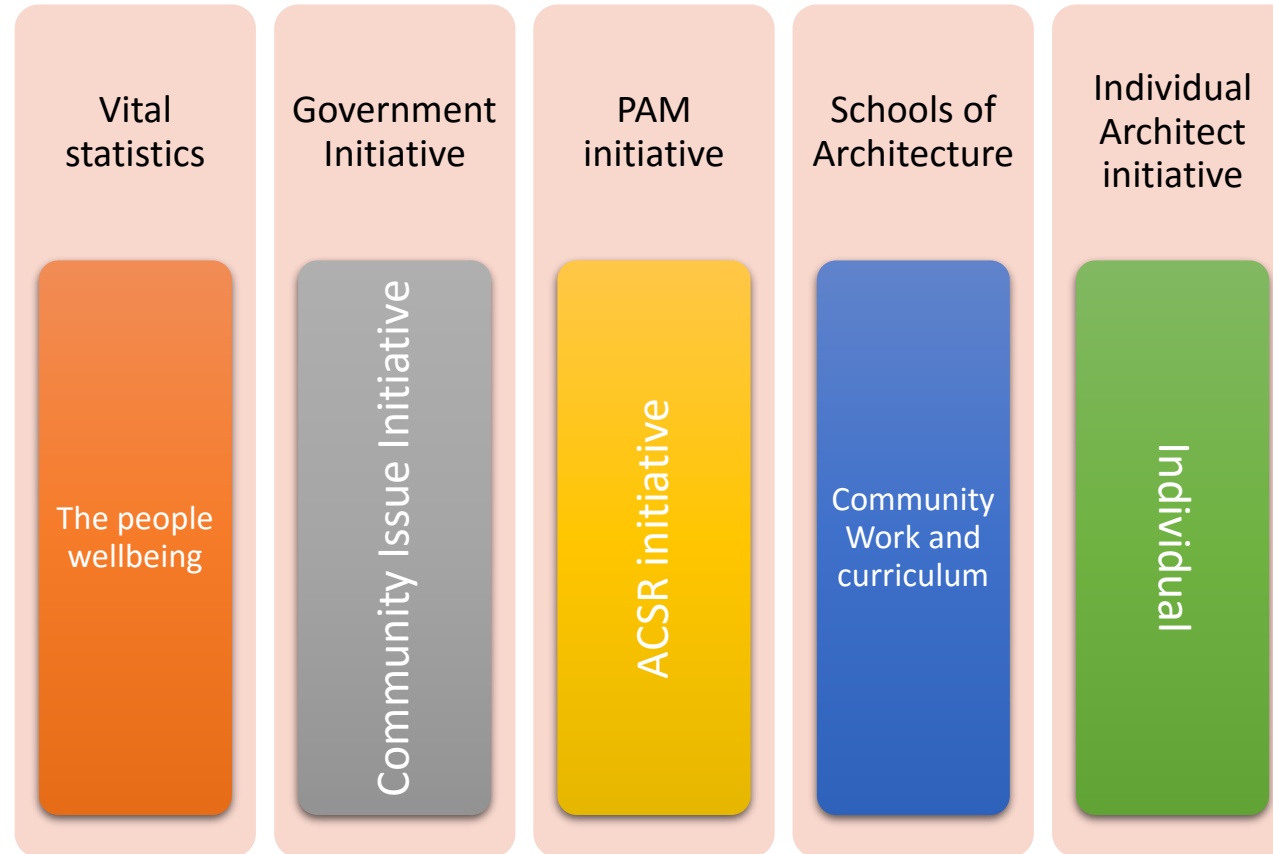 Vital
statistics
The people
wellbeing
Government
Initiative
Community Issue Initiative
PAM
initiative
ACSR initiative
Schools of
Architecture
Community
Work and
curriculum
Individual
Architect
initiative
Individual